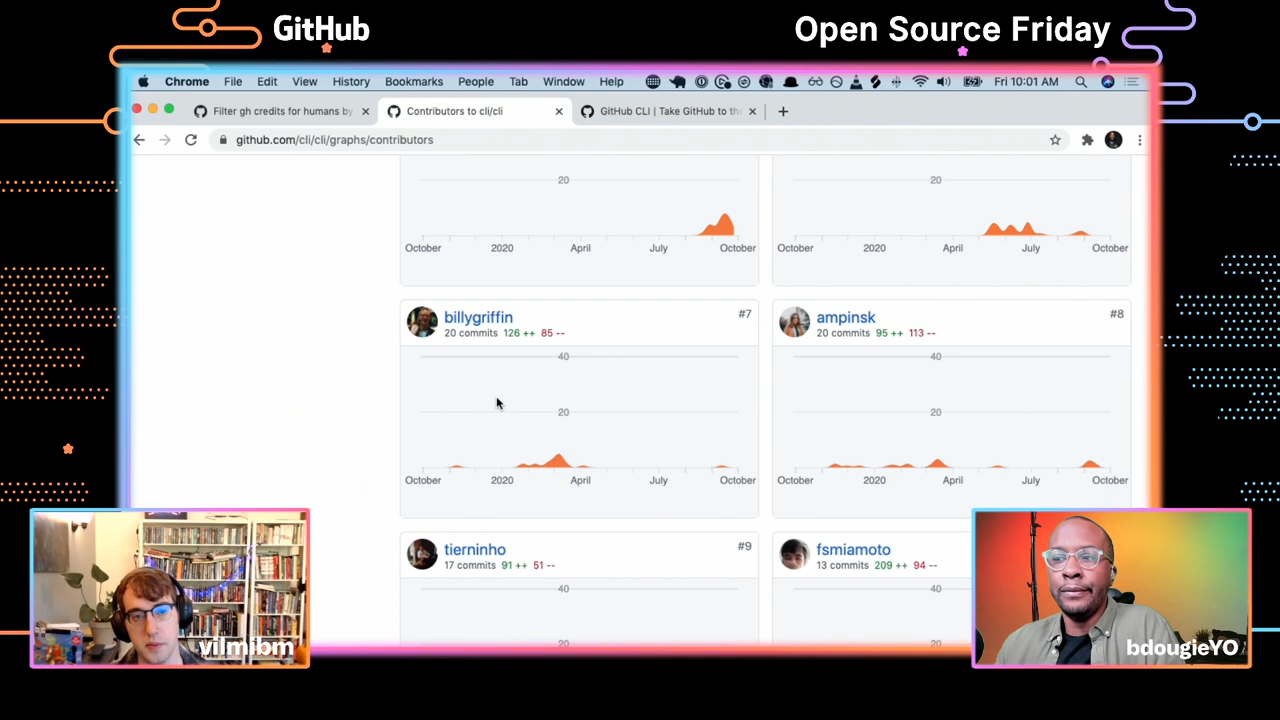 GitHub
Open Source Friday
Chrome File Edit View History Bookmarks People Tab Window Help Fri 10:01 AM
Filter gh credits for humans by
Contributors to cli/cli
GitHub CLI | Take GitHub to the
github.com/cli/cli/graphs/contributors
20
20
October 2020 April July October
October 2020 April July October
billygriffin #7
20 commits 126 ++ 85 --
ampinsk #8
20 commits 95 ++ 113 --
40
40
20
20
October 2020 April July October
October 2020 April July October
tierninho #9
17 commits 91 ++ 51 --
fsmiamoto
13 commits 209 ++ 94 --
40
40
20
20
vilmibm
bdougieYO